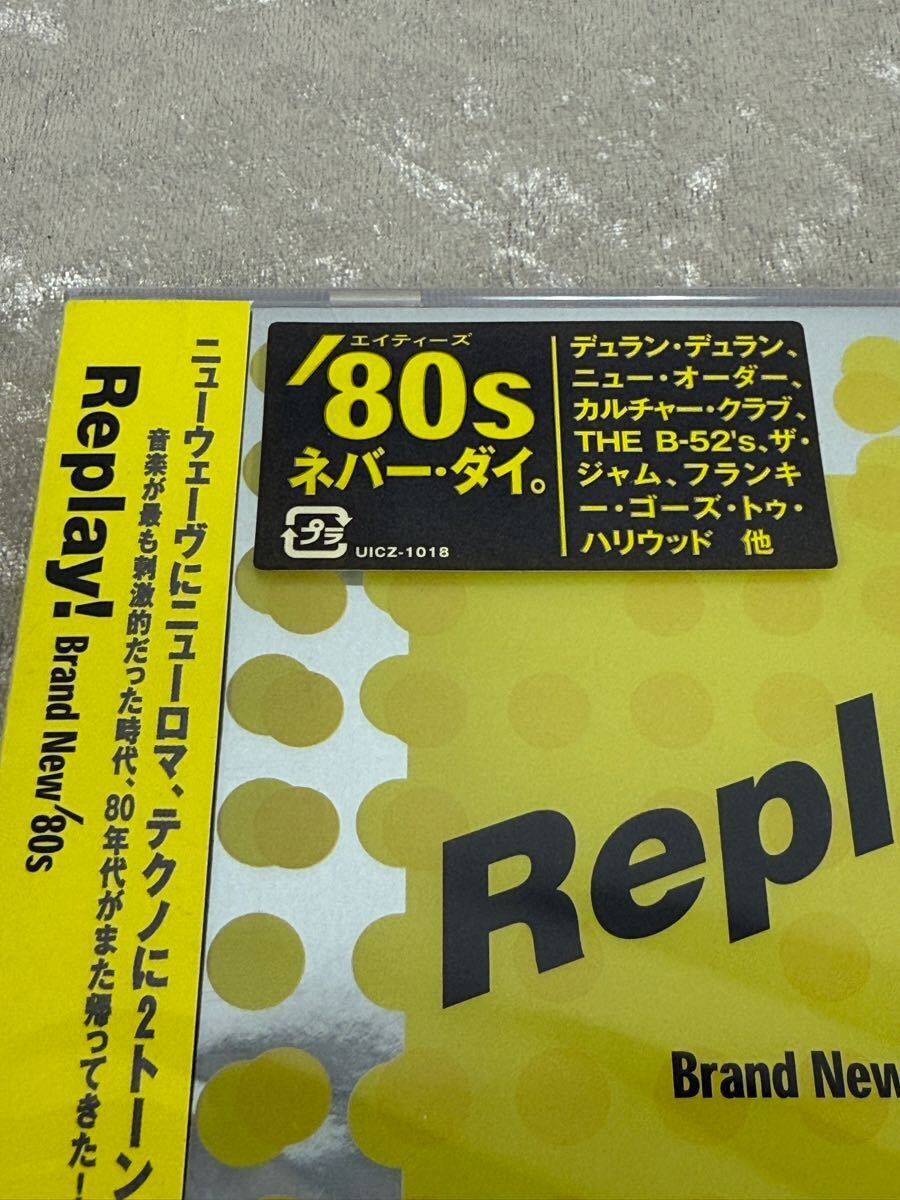 ニューウェーヴにニューロマ、テクノに2トーン
音楽が最も刺激的だった時代、80年代がまた帰ってきた!
Replay! Brand New '80s
エイティーズ
'80s
ネバー・ダイ。
プラ
UICZ-1018
デュラン・デュラン、
ニュー・オーダー、
カルチャー・クラブ、
THE B-52's、ザ・
ジャム、フランキ
ー・ゴーズ・トゥ・
ハリウッド 他
Repl
Brand New